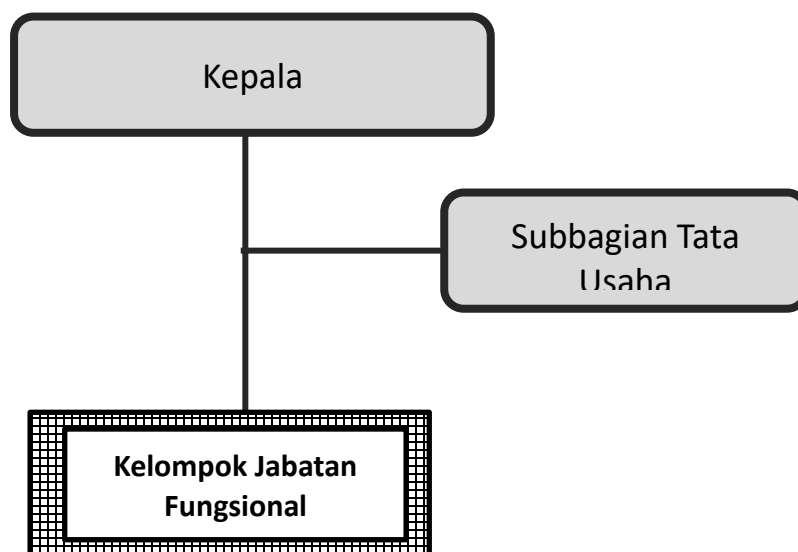 Kepala
Subbagian Tata
Usaha
Kelompok Jabatan
Fungsional